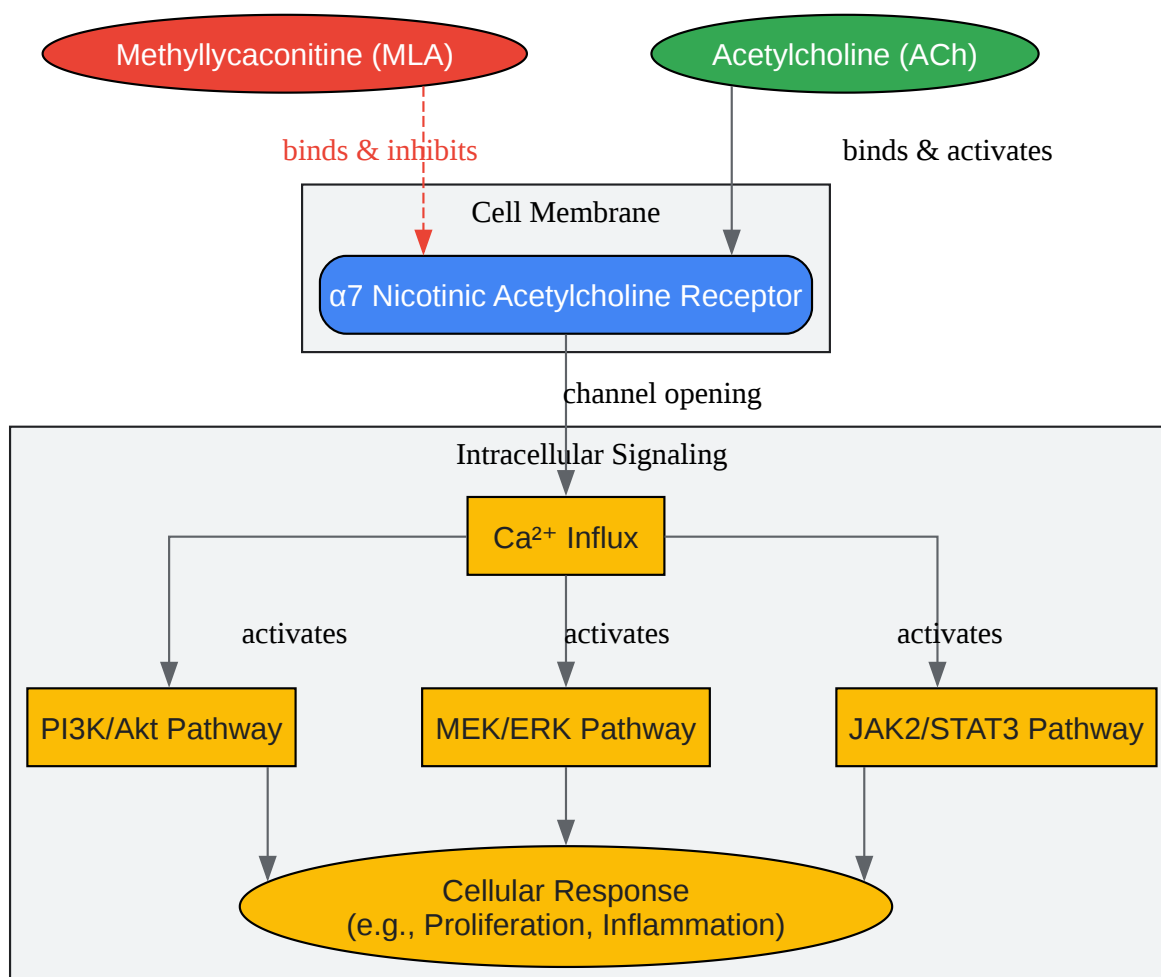 Methyllycaconitine (MLA)
Acetylcholine (ACh)
binds & inhibits
binds & activates
Cell Membrane
α7 Nicotinic Acetylcholine Receptor
channel opening
Intracellular Signaling
Ca²⁺ Influx
activates
activates
activates
PI3K/Akt Pathway
MEK/ERK Pathway
JAK2/STAT3 Pathway
Cellular Response
(e.g., Proliferation, Inflammation)